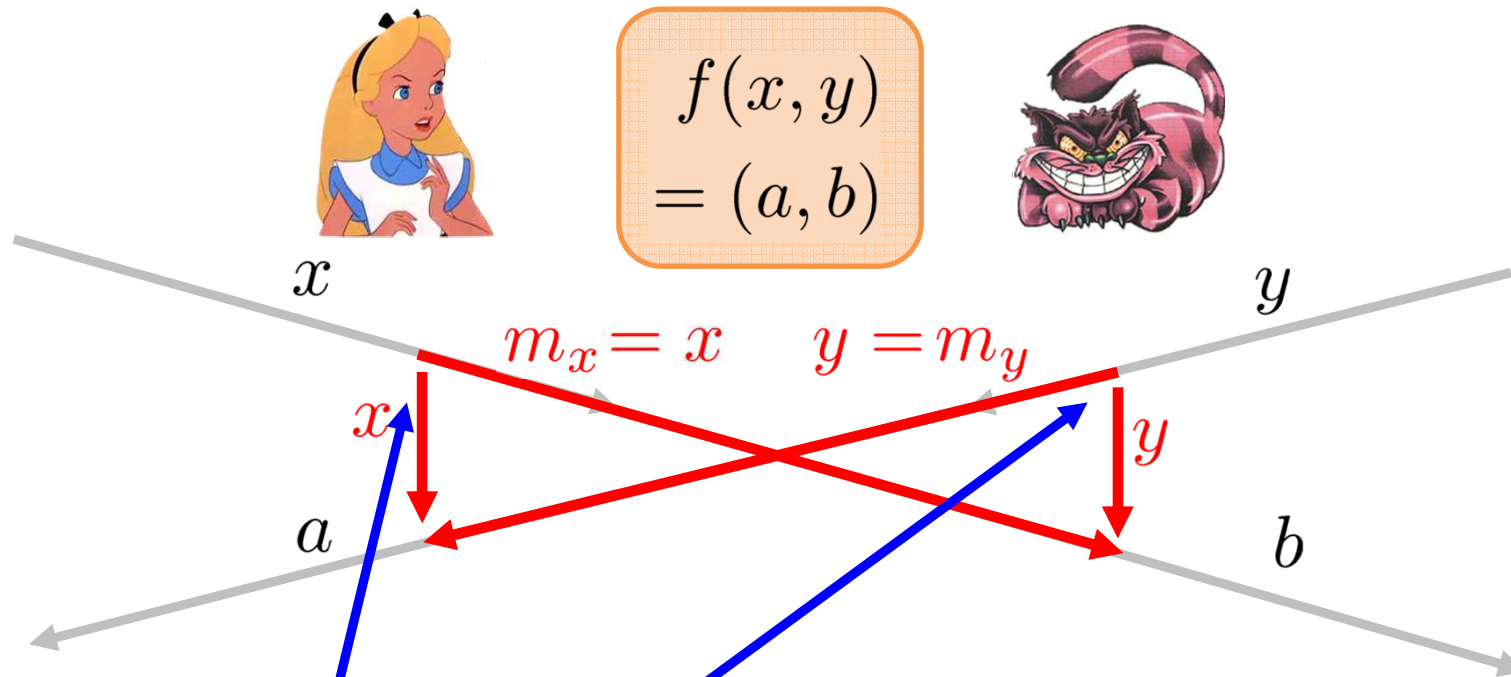 f(x, y)
= (a, b)
x
y
m_x = x
y = m_y
x
y
a
b